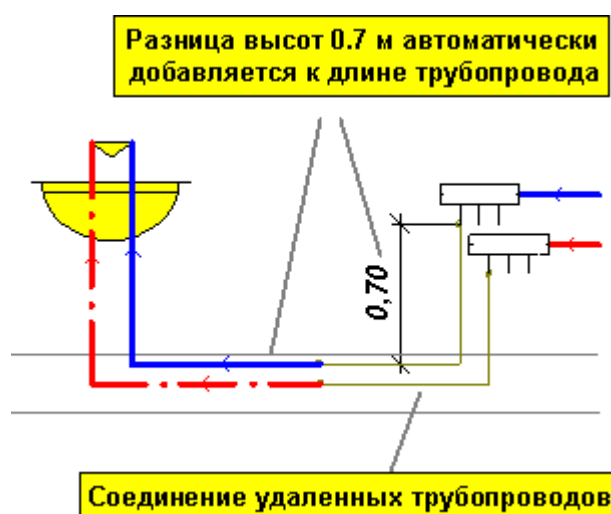 Разница высот 0.7 м автоматически
добавляется к длине трубопровода
0,70
Соединение удаленных трубопроводов